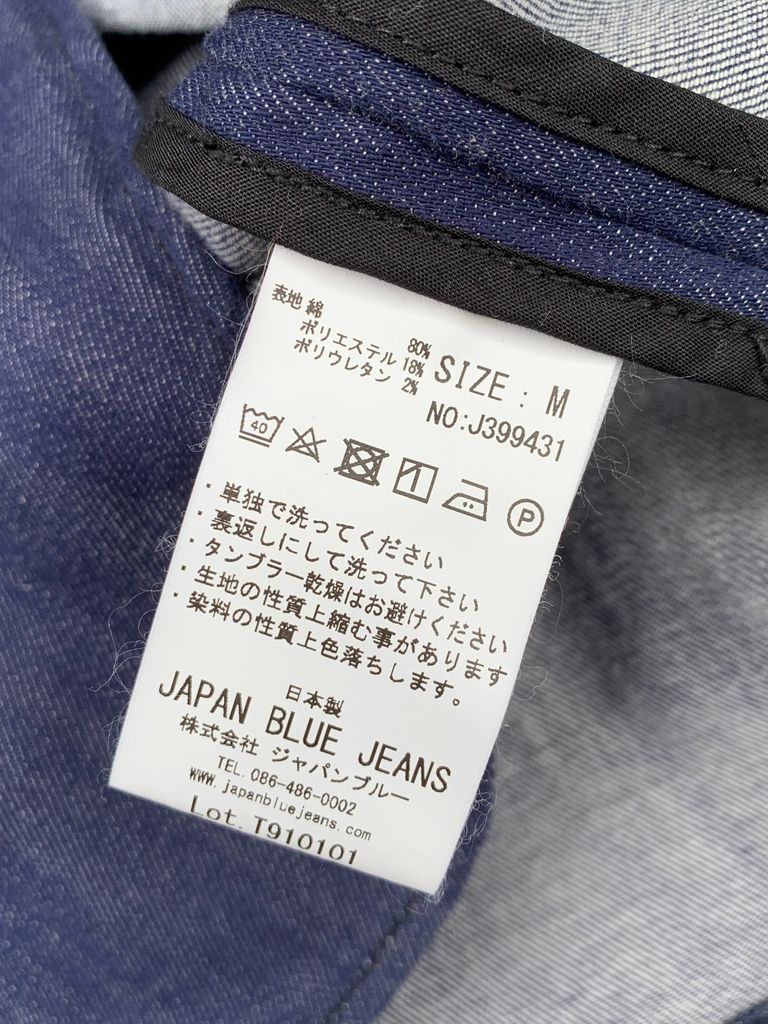 表地 綿 80%
ポリエステル 18%
ポリウレタン 2%
SIZE : M
NO:J399431
40
P
・単独で洗ってください
・裏返しにして洗って下さい
・タンブラー乾燥はお避けください
・生地の性質上縮む事があります
・染料の性質上色落ちします。
日本製
JAPAN BLUE JEANS
株式会社 ジャパンブルー
TEL.086-486-0002
www.japanbluejeans.com
Lot.T910101